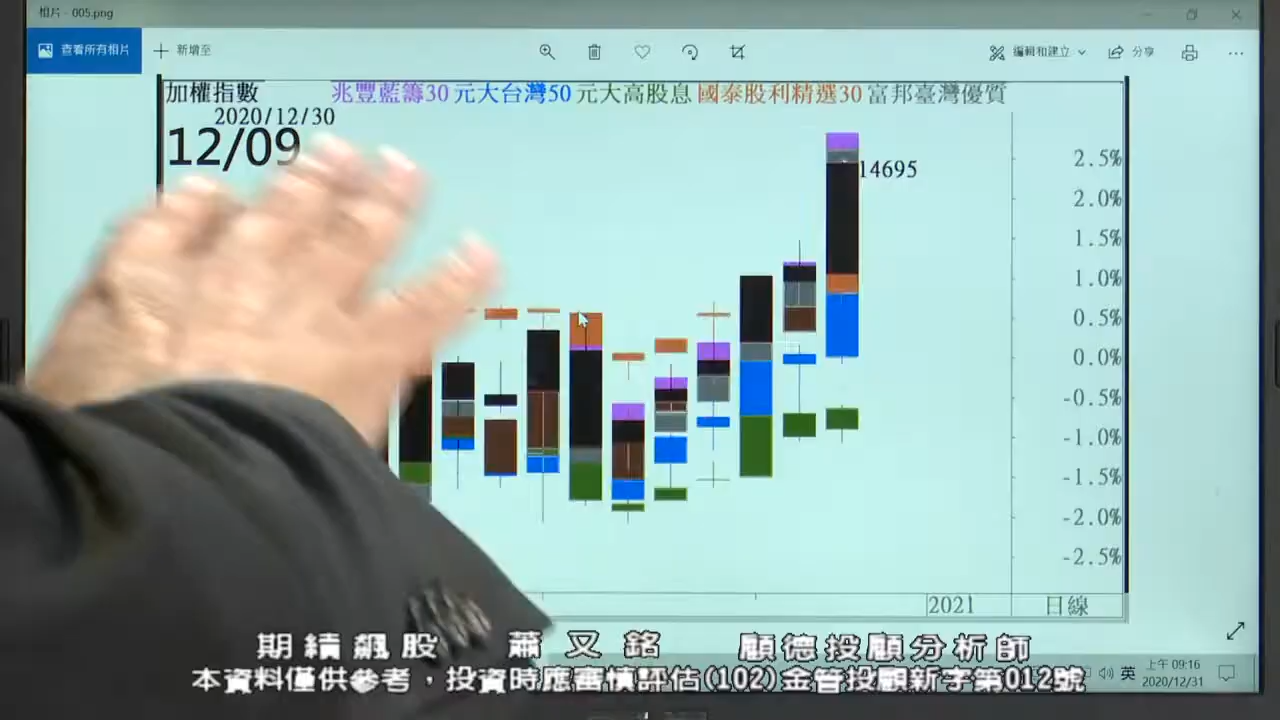 相片 - 005.png
查看所有相片 新增至 編輯和建立 分享
加權指數 兆豐藍籌30 元大台灣50 元大高股息 國泰股利精選30 富邦臺灣優質
2020/12/30
12/09
14695
2.5%
2.0%
1.5%
1.0%
0.5%
0.0%
-0.5%
-1.0%
-1.5%
-2.0%
-2.5%
2021 日線
期續飆股 蕭又銘 顧德投顧分析師
本資料僅供參考，投資時應審慎評估(102)金管投顧新字第012號
英 上午 09:16
2020/12/31